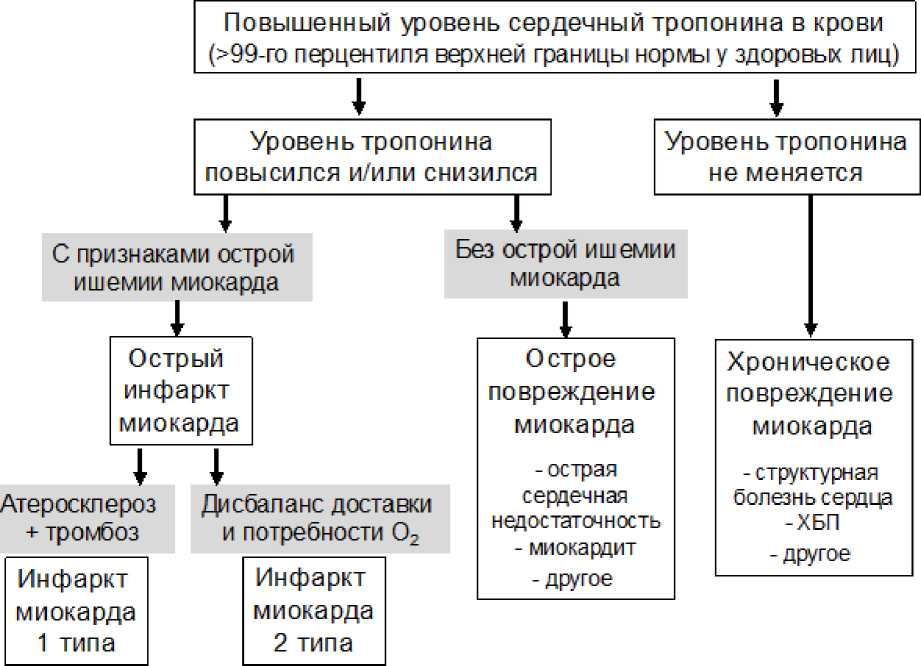 Повышенный уровень сердечный тропонина в крови
(>99-го перцентиля верхней границы нормы у здоровых лиц)
Уровень тропонина
повысился и/или снизился
Уровень тропонина
не меняется
С признаками острой
ишемии миокарда
Без острой ишемии
миокарда
Острый
инфаркт
миокарда
Острое
повреждение
миокарда
- острая
сердечная
недостаточность
- миокардит
- другое
Хроническое
повреждение
миокарда
- структурная
болезнь сердца
- ХБП
- другое
Атеросклероз
+ тромбоз
Дисбаланс доставки
и потребности O₂
Инфаркт
миокарда
1 типа
Инфаркт
миокарда
2 типа